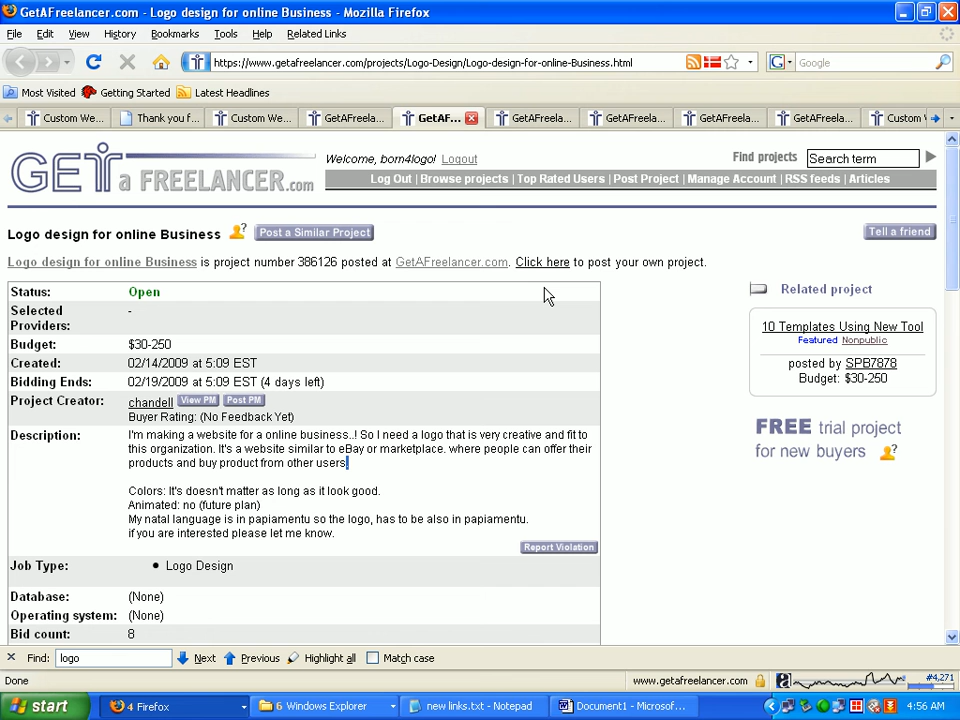 GetAFreelancer.com - Logo design for online Business - Mozilla Firefox
File Edit View History Bookmarks Tools Help Related Links
https://www.getafreelancer.com/projects/Logo-Design/Logo-design-for-online-Business.html
G Google
Most Visited Getting Started Latest Headlines
Custom We... Thank you f... Custom We... GetAFreela... GetAF... GetAFreela... GetAFreela... GetAFreela... GetAFreela... Custom
GET a FREELANCER.com
Welcome, born4logo! Logout
Find projects Search term
Log Out | Browse projects | Top Rated Users | Post Project | Manage Account | RSS feeds | Articles
Logo design for online Business Post a Similar Project Tell a friend
Logo design for online Business is project number 386126 posted at GetAFreelancer.com. Click here to post your own project.
Status: Open
Selected Providers: -
Budget: $30-250
Created: 02/14/2009 at 5:09 EST
Bidding Ends: 02/19/2009 at 5:09 EST (4 days left)
Project Creator: chandell View PM Post PM
Buyer Rating: (No Feedback Yet)
Description: I'm making a website for a online business..! So I need a logo that is very creative and fit to
this organization. It's a website similar to eBay or marketplace. where people can offer their
products and buy product from other users.
Colors: It's doesn't matter as long as it look good.
Animated: no (future plan)
My natal language is in papiamentu so the logo, has to be also in papiamentu.
if you are interested please let me know.
Report Violation
Job Type: • Logo Design
Database: (None)
Operating system: (None)
Bid count: 8
Related project
10 Templates Using New Tool
Featured Nonpublic
posted by SPB7878
Budget: $30-250
FREE trial project
for new buyers
Find: logo Next Previous Highlight all Match case
Done www.getafreelancer.com #4,271
start 4 Firefox 6 Windows Explorer new links.txt - Notepad Document1 - Microsof... 4:56 AM